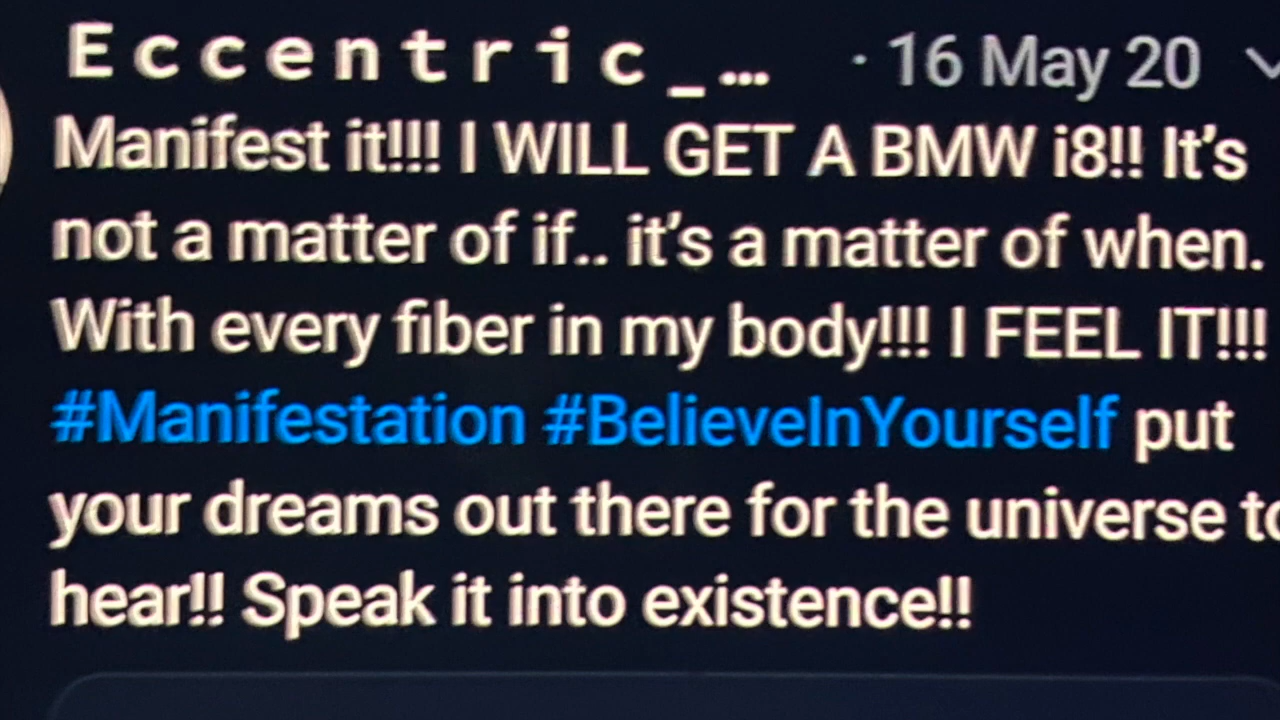 Eccentric_... · 16 May 20
Manifest it!!! I WILL GET A BMW i8!! It's
not a matter of if.. it's a matter of when.
With every fiber in my body!!! I FEEL IT!!!
#Manifestation #BelieveInYourself put
your dreams out there for the universe to
hear!! Speak it into existence!!